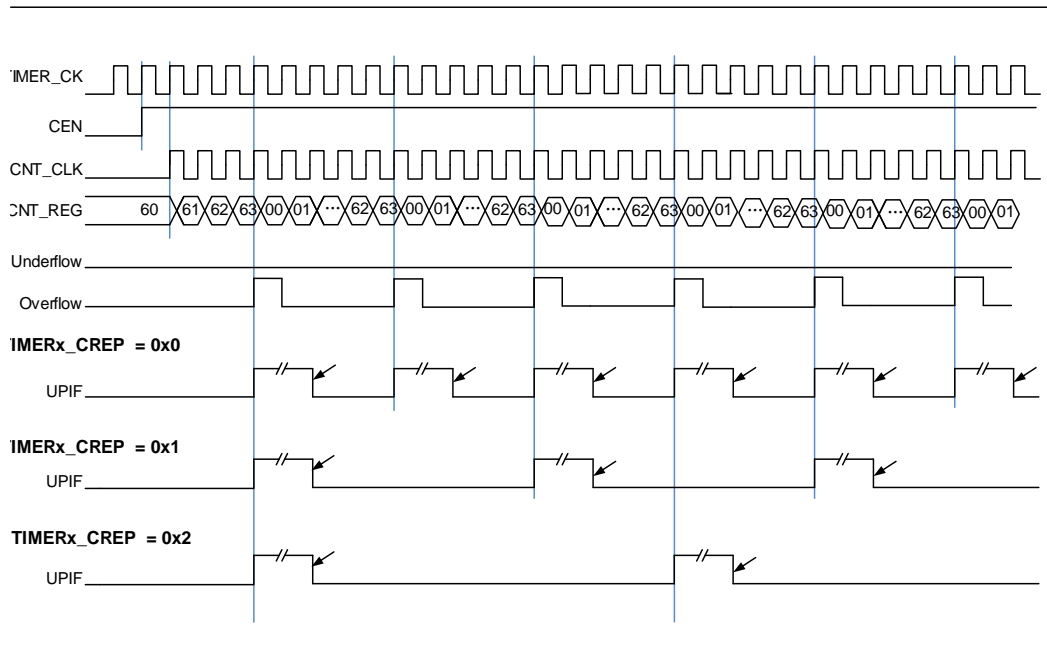 IMER_CK
CEN
CNT_CLK
CNT_REG 60 61 62 63 00 01 ... 62 63 00 01 ... 62 63 00 01 ... 62 63 00 01 ... 62 63 00 01 ... 62 63 00 01
Underflow
Overflow
IMERx_CREP = 0x0
UPIF
IMERx_CREP = 0x1
UPIF
TIMERx_CREP = 0x2
UPIF